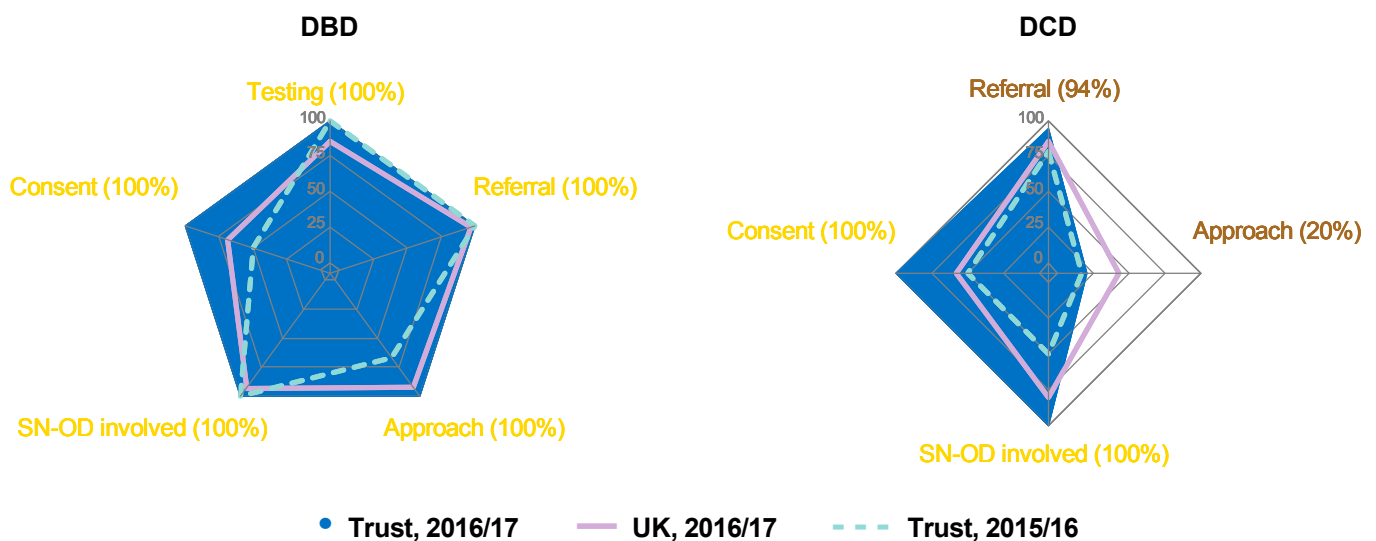 DBD
DCD
Testing (100%)
Referral (94%)
100
75
50
25
0
100
75
50
25
0
Consent (100%)
Referral (100%)
Consent (100%)
Approach (20%)
SN-OD involved (100%)
Approach (100%)
SN-OD involved (100%)
Trust, 2016/17
UK, 2016/17
Trust, 2015/16